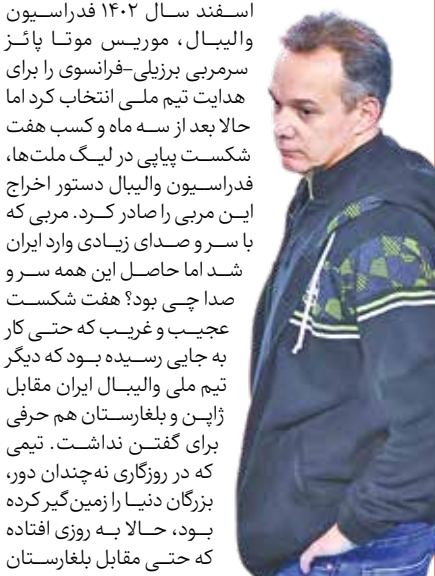 اسفند سال ۱۴۰۲ فدراسیون
والیبال، موریس موتا پائز
سرمربی برزیلی-فرانسوی را برای
هدایت تیم ملی انتخاب کرد اما
حالا بعد از سه ماه و کسب هفت
شکست پیاپی در لیگ ملت‌ها،
فدراسیون والیبال دستور اخراج
این مربی را صادر کرد. مربی که
با سر و صدای زیادی وارد ایران
شد اما حاصل این همه سر و
صدا چی بود؟ هفت شکست
عجیب و غریب که حتی کار
به جایی رسیده بود که دیگر
تیم ملی والیبال ایران مقابل
ژاپن و بلغارستان هم حرفی
برای گفتن نداشت. تیمی
که در روزگاری نه‌چندان دور،
بزرگان دنیا را زمین‌گیر کرده
بود، حالا به روزی افتاده
که حتی مقابل بلغارستان